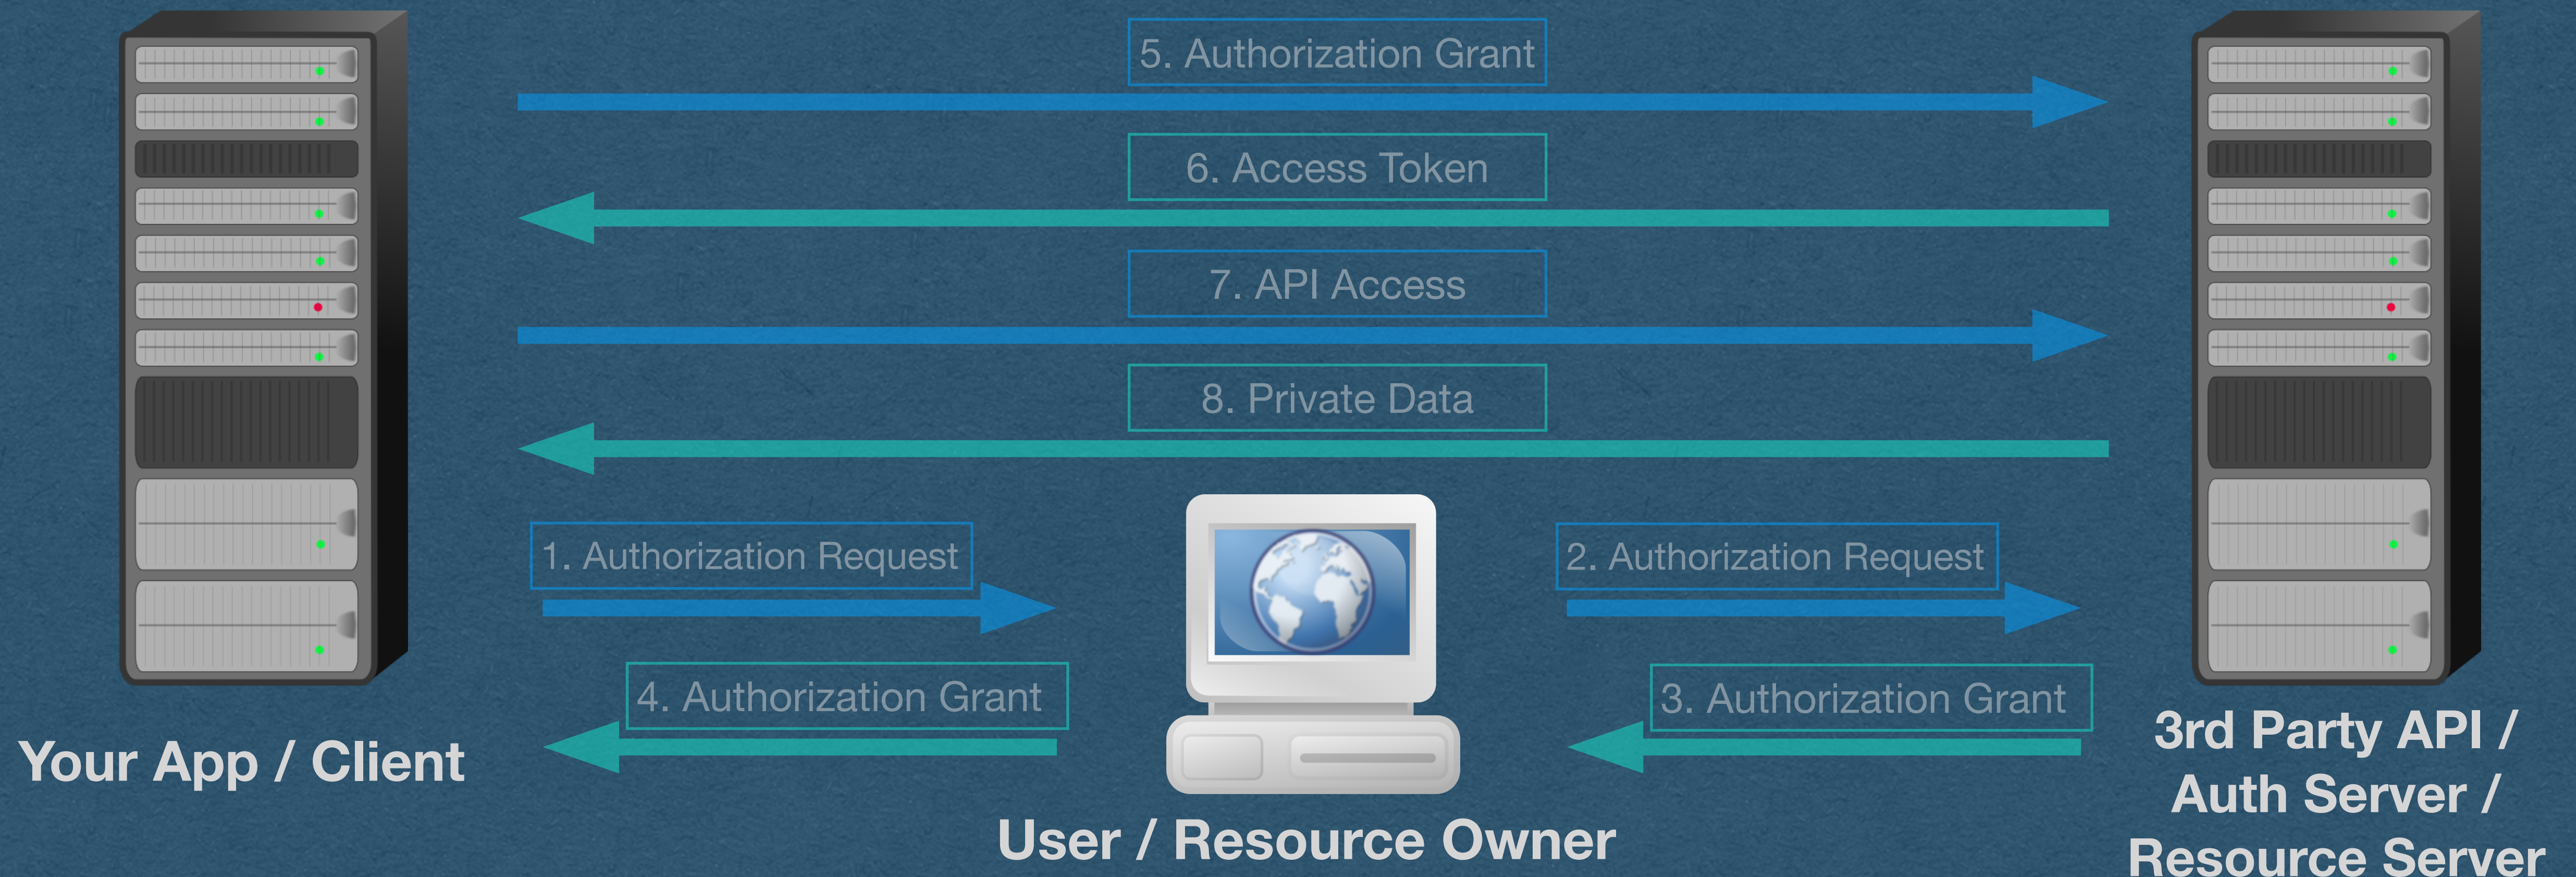 5. Authorization Grant
6. Access Token
7. API Access
8. Private Data
1. Authorization Request
2. Authorization Request
4. Authorization Grant
3. Authorization Grant
Your App / Client
User / Resource Owner
3rd Party API /
Auth Server /
Resource Server